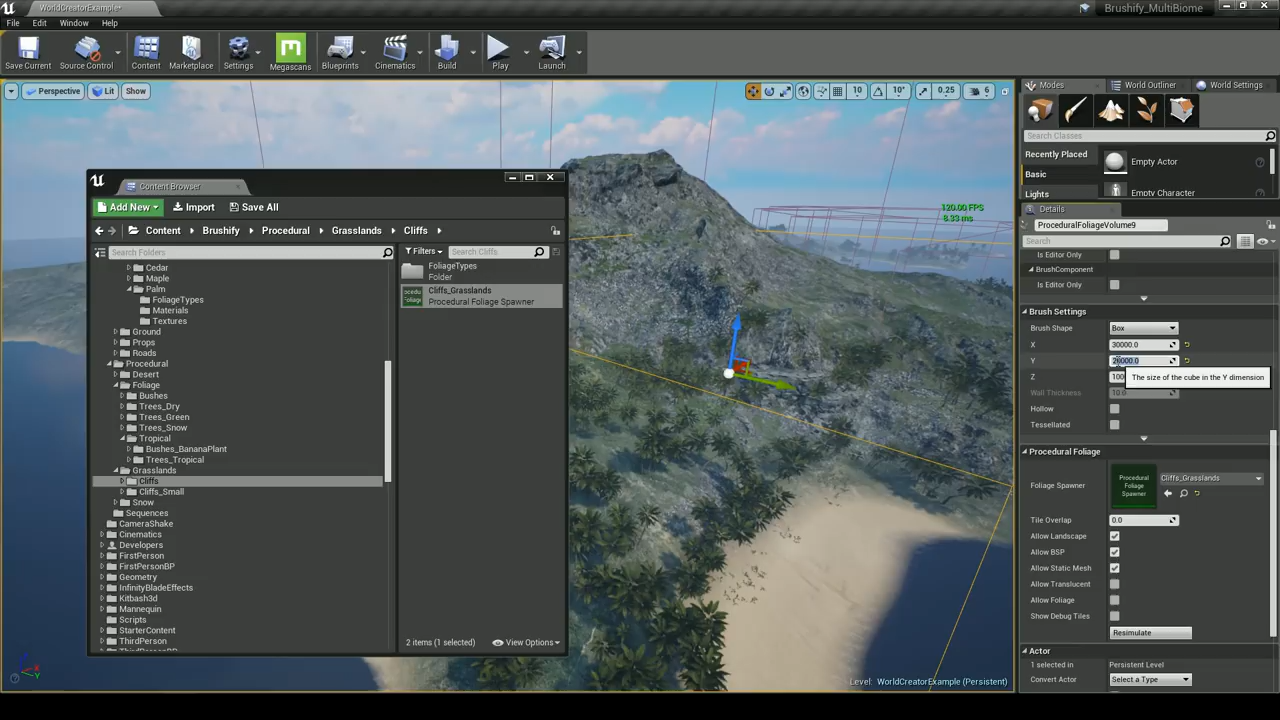 WorldCreatorExample*
Brushify_MultiBiome
File Edit Window Help
Save Current
Source Control
Content
Marketplace
Settings
Megascans
Blueprints
Cinematics
Build
Play
Launch
Modes
World Outliner
World Settings
Perspective
Lit
Show
10
10°
0.25
6
Search Classes
Recently Placed
Basic
Lights
Empty Actor
Empty Character
120.00 FPS
8.33 ms
Content Browser
Add New
Import
Save All
Content
Brushify
Procedural
Grasslands
Cliffs
Search Folders
Filters
Search Cliffs
Cedar
Maple
Palm
FoliageTypes
Materials
Textures
Ground
Props
Roads
Procedural
Desert
Foliage
Bushes
Trees_Dry
Trees_Green
Trees_Snow
Tropical
Bushes_BananaPlant
Trees_Tropical
Grasslands
Cliffs
Cliffs_Small
Snow
Sequences
CameraShake
Cinematics
Developers
FirstPerson
FirstPersonBP
Geometry
InfinityBladeEffects
Kitbash3d
Mannequin
Scripts
StarterContent
ThirdPerson
ThirdPersonBP
FoliageTypes
Folder
procedu
Foliage
Cliffs_Grasslands
Procedural Foliage Spawner
2 items (1 selected)
View Options
Details
ProceduralFoliageVolume9
Search
Is Editor Only
BrushComponent
Is Editor Only
Brush Settings
Brush Shape
Box
X
30000.0
Y
Z
100
The size of the cube in the Y dimension
Wall Thickness
10.0
Hollow
Tessellated
Procedural Foliage
Foliage Spawner
Procedural
Foliage
Spawner
Cliffs_Grasslands
Tile Overlap
0.0
Allow Landscape
Allow BSP
Allow Static Mesh
Allow Translucent
Allow Foliage
Show Debug Tiles
Resimulate
Actor
1 selected in
Persistent Level
Convert Actor
Select a Type
Level: WorldCreatorExample (Persistent)
X
Y